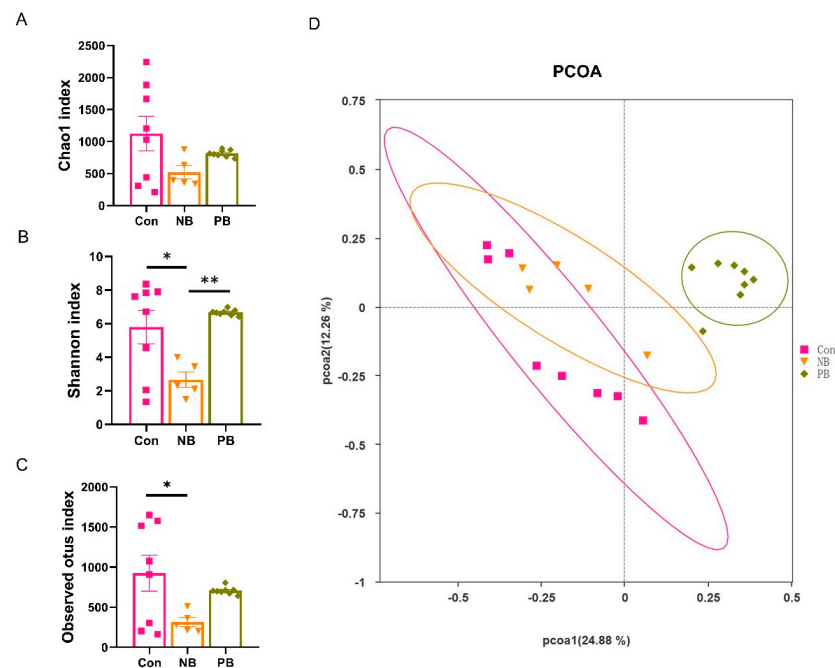 A
2500
2000
1500
1000
500
0
Chao1 index
Con NB PB
B
10
8
6
4
2
0
Shannon index
* **
Con NB PB
C
2000
1500
1000
500
0
Observed otus index
*
Con NB PB
D
PCOA
0.75
0.5
0.25
0
-0.25
-0.5
-0.75
-1
pcoa2(12.26 %)
-0.5 -0.25 0 0.25 0.5
pcoa1(24.88 %)
Con
NB
PB